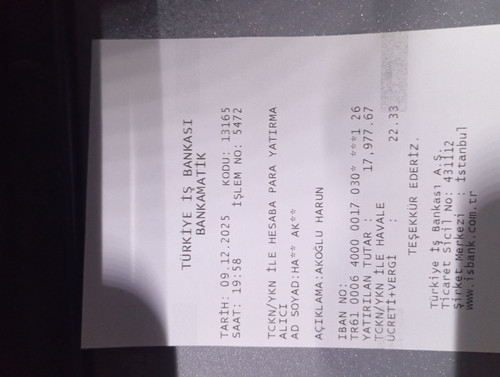 TÜRKİYE İŞ BANKASI
BANKAMATİK
TARİH: 09.12.2025 KODU: 13165
SAAT: 19:58 İŞLEM NO: 5472
TCKN/YKN İLE HESABA PARA YATIRMA
ALICI
AD SOYAD:HA** AK**
AÇIKLAMA:AKOĞLU HARUN
IBAN NO:
TR61 0006 4000 0017 030* ***1 26
YATIRILAN TUTAR : 17,977.67
TCKN/YKN İLE HAVALE
ÜCRETİ+VERGİ : 22.33
TEŞEKKÜR EDERİZ.
Türkiye İş Bankası A.Ş.
Ticaret Sicil No: 431112
Şirket Merkezi : İstanbul
www.isbank.com.tr